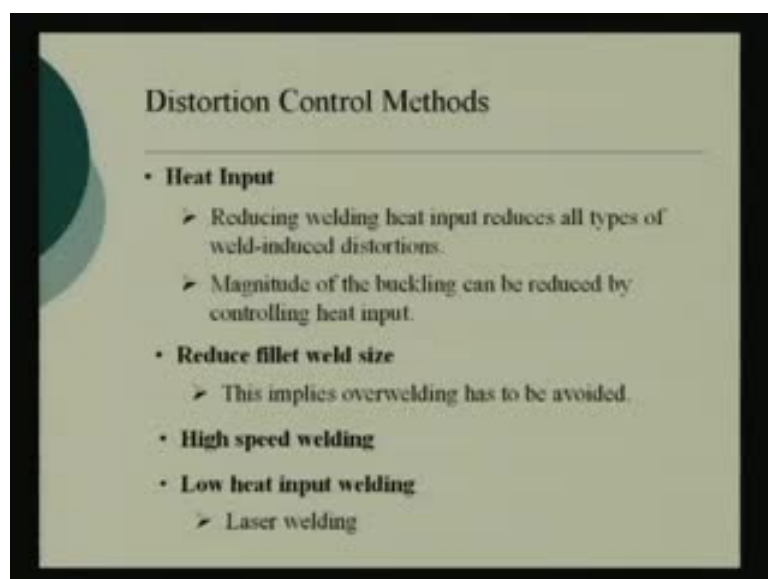 Distortion Control Methods
• Heat Input
➢ Reducing welding heat input reduces all types of
weld-induced distortions.
➢ Magnitude of the buckling can be reduced by
controlling heat input.
• Reduce fillet weld size
➢ This implies overwelding has to be avoided.
• High speed welding
• Low heat input welding
➢ Laser welding